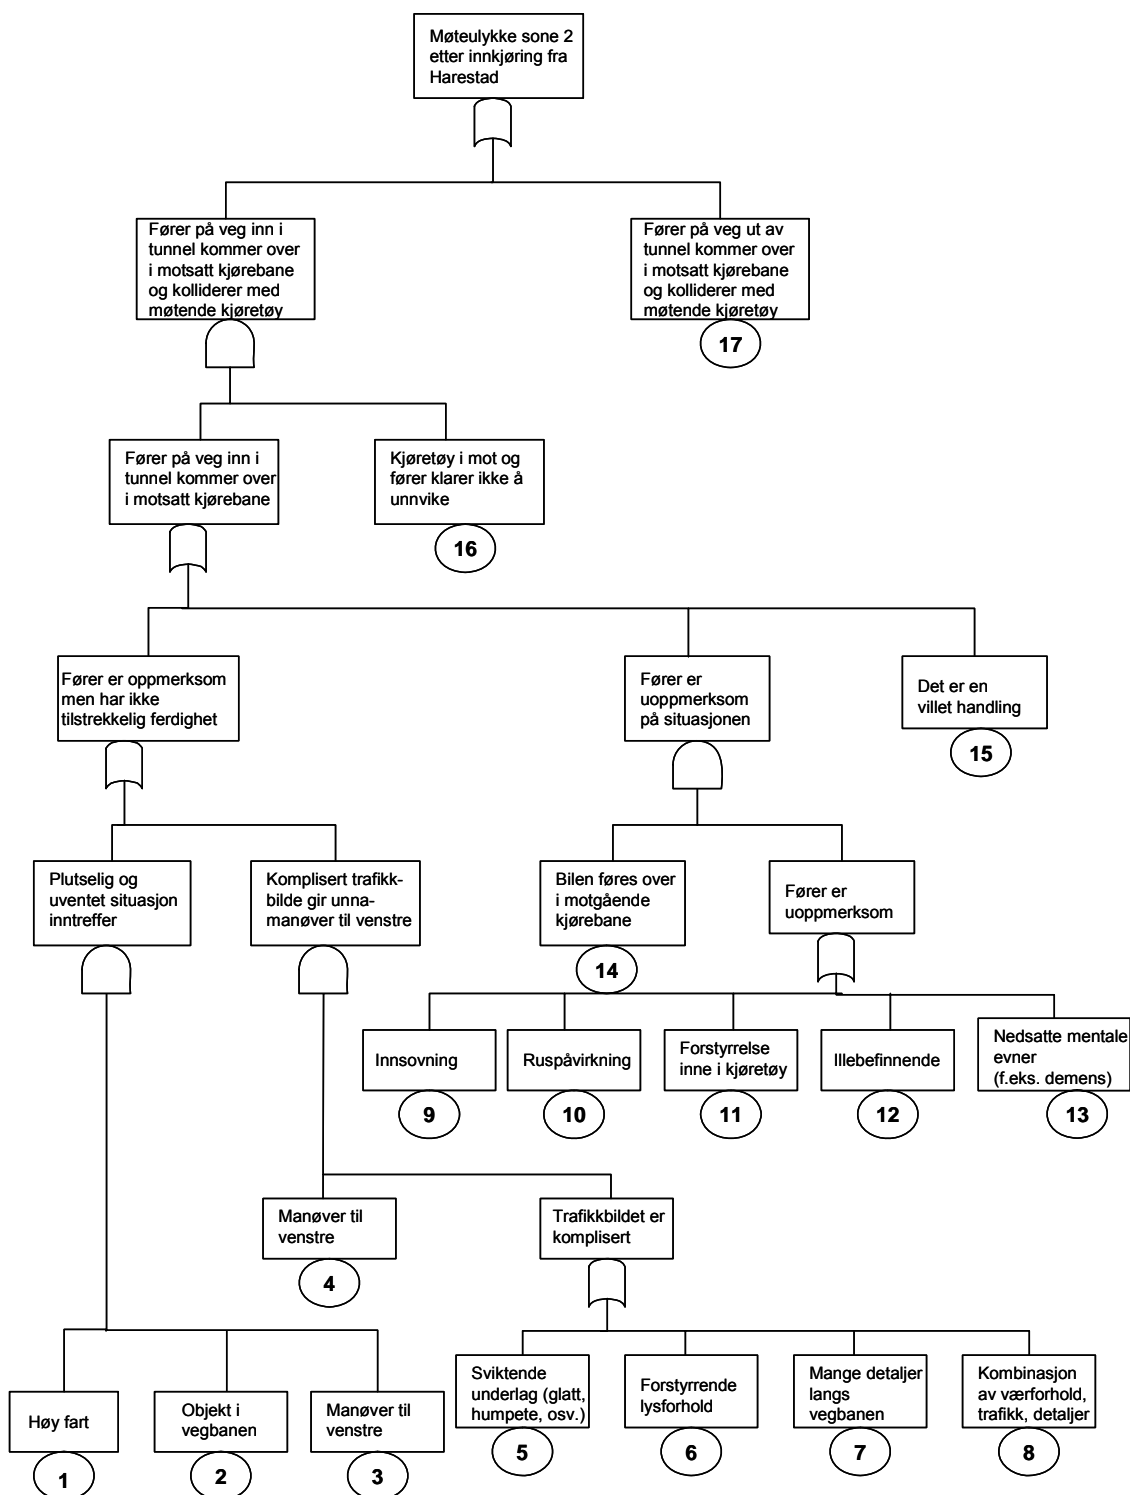 Møteulykke sone 2
etter innkjøring fra
Harestad
Fører på veg inn i
tunnel kommer over
i motsatt kjørebane
og kolliderer med
møtende kjøretøy
Fører på veg ut av
tunnel kommer over
i motsatt kjørebane
og kolliderer med
møtende kjøretøy
17
Fører på veg inn i
tunnel kommer over
i motsatt kjørebane
Kjøretøy i mot og
fører klarer ikke å
unnvike
16
Fører er oppmerksom
men har ikke
tilstrekkelig ferdighet
Fører er
uoppmerksom
på situasjonen
Det er en
villet handling
15
Plutselig og
uventet situasjon
inntreffer
Komplisert trafikk-
bilde gir unna-
manøver til venstre
Bilen føres over
i motgående
kjørebane
14
Fører er
uoppmerksom
Innsovning
9
Ruspåvirkning
10
Forstyrrelse
inne i kjøretøy
11
Illebefinnende
12
Nedsatte mentale
evner
(f.eks. demens)
13
Manøver til
venstre
4
Trafikkbildet er
komplisert
Høy fart
1
Objekt i
vegbanen
2
Manøver til
venstre
3
Sviktende
underlag (glatt,
humpete, osv.)
5
Forstyrrende
lysforhold
6
Mange detaljer
langs
vegbanen
7
Kombinasjon
av værforhold,
trafikk, detaljer
8